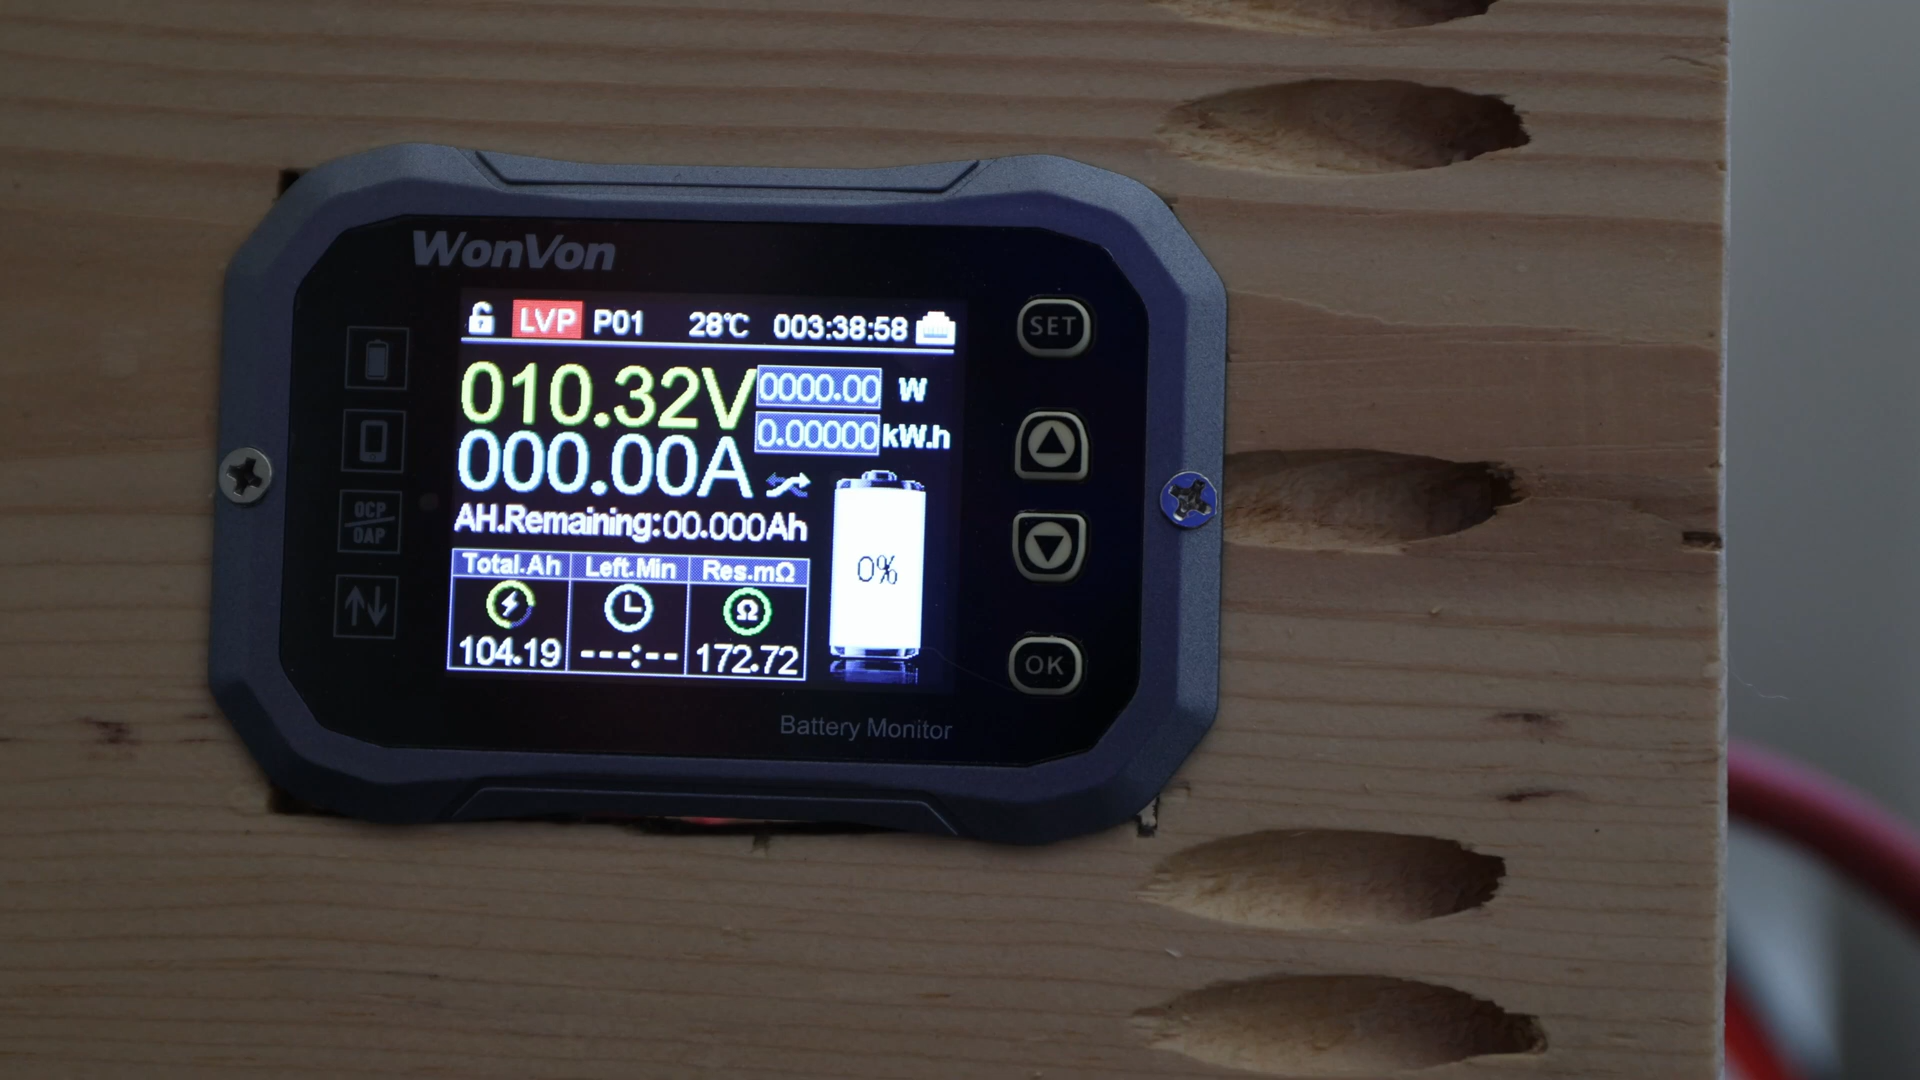 WonVon
LVP P01 28℃ 003:38:58
SET
010.32V 0000.00 W
000.00A 0.00000 kW.h
AH.Remaining:00.000Ah
OCP
OAP
0%
Total.Ah Left.Min Res.mΩ
Ω
104.19 ---:-- 172.72
OK
Battery Monitor